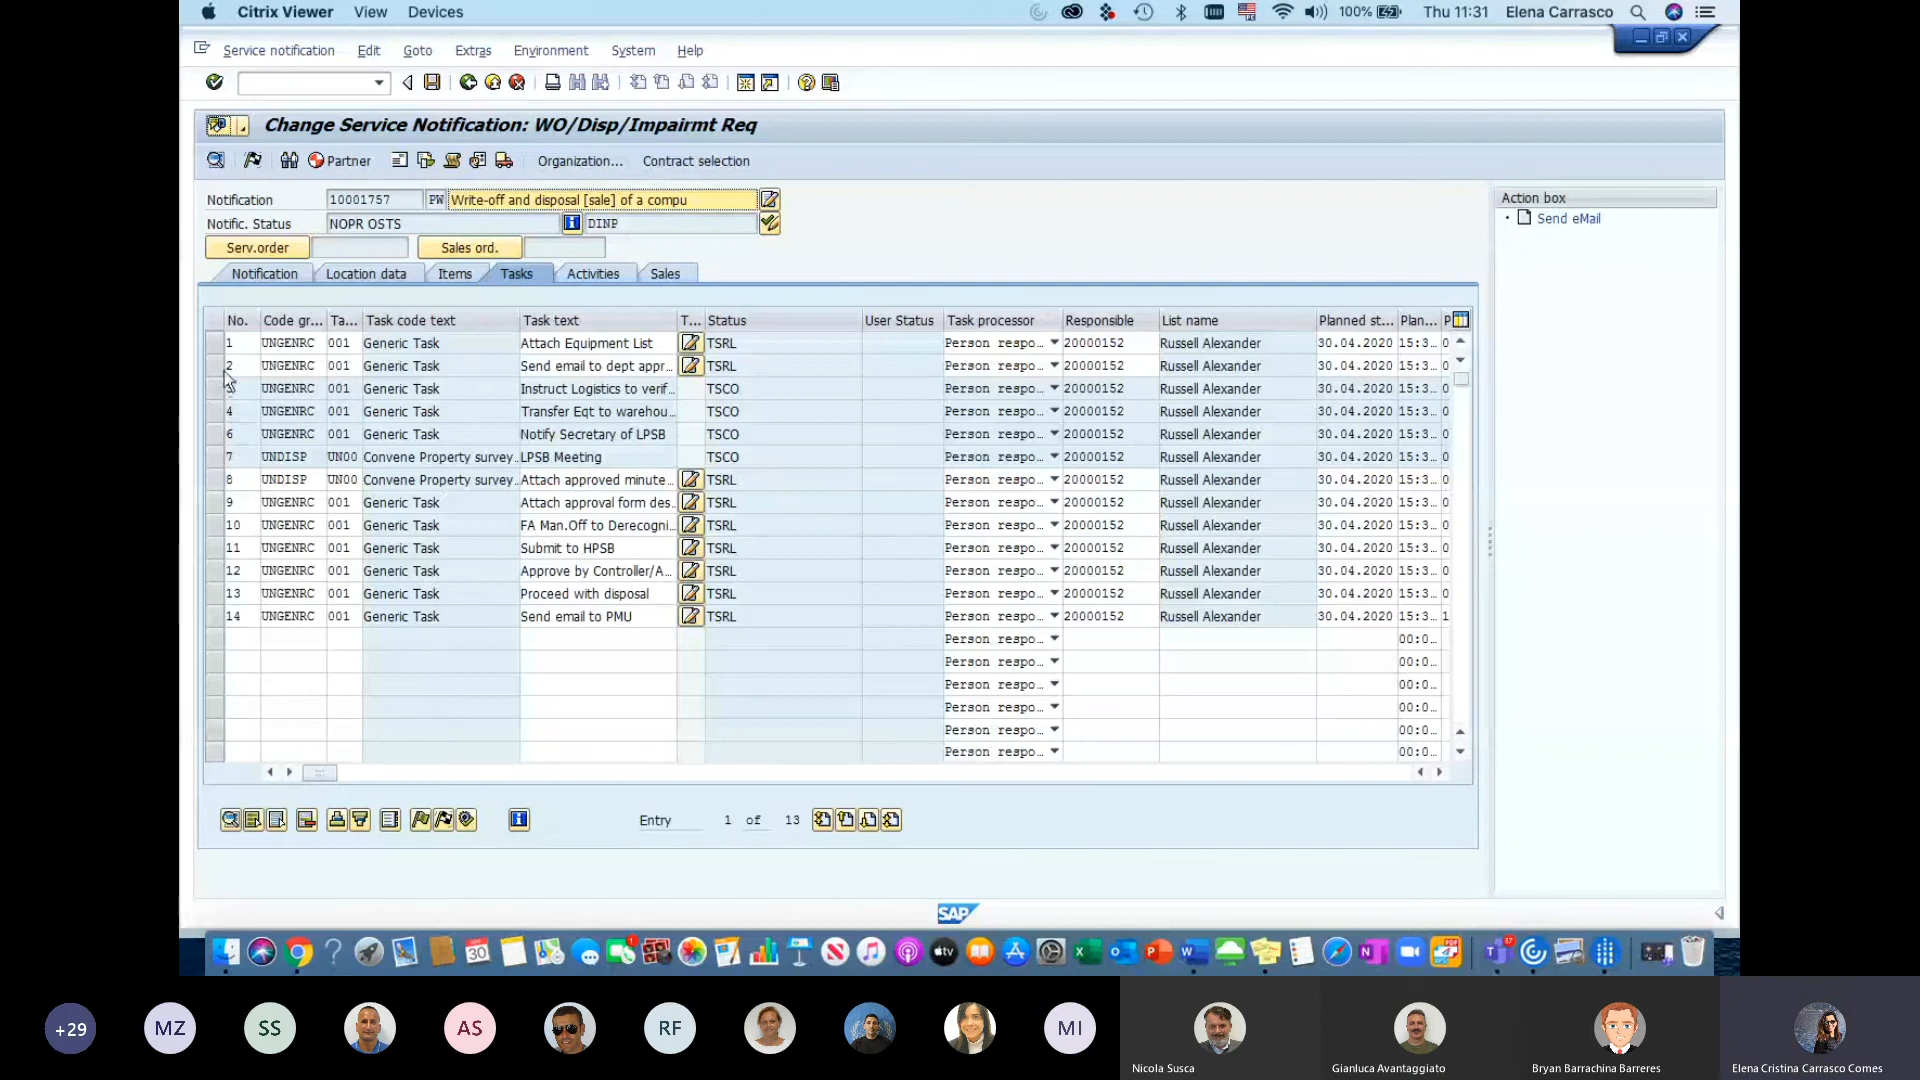 Citrix Viewer View Devices 100% Thu 11:31 Elena Carrasco
Service notification Edit Goto Extras Environment System Help
Change Service Notification: WO/Disp/Impairmt Req
Partner Organization... Contract selection
Notification 10001757 PW Write-off and disposal [sale] of a compu
Notific. Status NOPR OSTS DINP
Serv.order Sales ord.
Notification Location data Items Tasks Activities Sales
Action box
Send eMail
No. Code gr... Ta... Task code text Task text T... Status User Status Task processor Responsible List name Planned st... Plan... P
1 UNGENRC 001 Generic Task Attach Equipment List TSRL Person respo... 20000152 Russell Alexander 30.04.2020 15:3... 0
2 UNGENRC 001 Generic Task Send email to dept appr... TSRL Person respo... 20000152 Russell Alexander 30.04.2020 15:3... 0
UNGENRC 001 Generic Task Instruct Logistics to verif... TSCO Person respo... 20000152 Russell Alexander 30.04.2020 15:3... 0
4 UNGENRC 001 Generic Task Transfer Eqt to warehou... TSCO Person respo... 20000152 Russell Alexander 30.04.2020 15:3... 0
6 UNGENRC 001 Generic Task Notify Secretary of LPSB TSCO Person respo... 20000152 Russell Alexander 30.04.2020 15:3... 0
7 UNDISP UN00 Convene Property survey... LPSB Meeting TSCO Person respo... 20000152 Russell Alexander 30.04.2020 15:3... 0
8 UNDISP UN00 Convene Property survey... Attach approved minute... TSRL Person respo... 20000152 Russell Alexander 30.04.2020 15:3... 0
9 UNGENRC 001 Generic Task Attach approval form des... TSRL Person respo... 20000152 Russell Alexander 30.04.2020 15:3... 0
10 UNGENRC 001 Generic Task FA Man.Off to Derecogni... TSRL Person respo... 20000152 Russell Alexander 30.04.2020 15:3... 0
11 UNGENRC 001 Generic Task Submit to HPSB TSRL Person respo... 20000152 Russell Alexander 30.04.2020 15:3... 0
12 UNGENRC 001 Generic Task Approve by Controller/A... TSRL Person respo... 20000152 Russell Alexander 30.04.2020 15:3... 0
13 UNGENRC 001 Generic Task Proceed with disposal TSRL Person respo... 20000152 Russell Alexander 30.04.2020 15:3... 0
14 UNGENRC 001 Generic Task Send email to PMU TSRL Person respo... 20000152 Russell Alexander 30.04.2020 15:3... 1
Person respo... 00:0...
Person respo... 00:0...
Person respo... 00:0...
Person respo... 00:0...
Person respo... 00:0...
Person respo... 00:0...
Entry 1 of 13
SAP
30 tv
+29 MZ SS AS RF MI
Nicola Susca Gianluca Avantaggiato Bryan Barrachina Barreres Elena Cristina Carrasco Comes